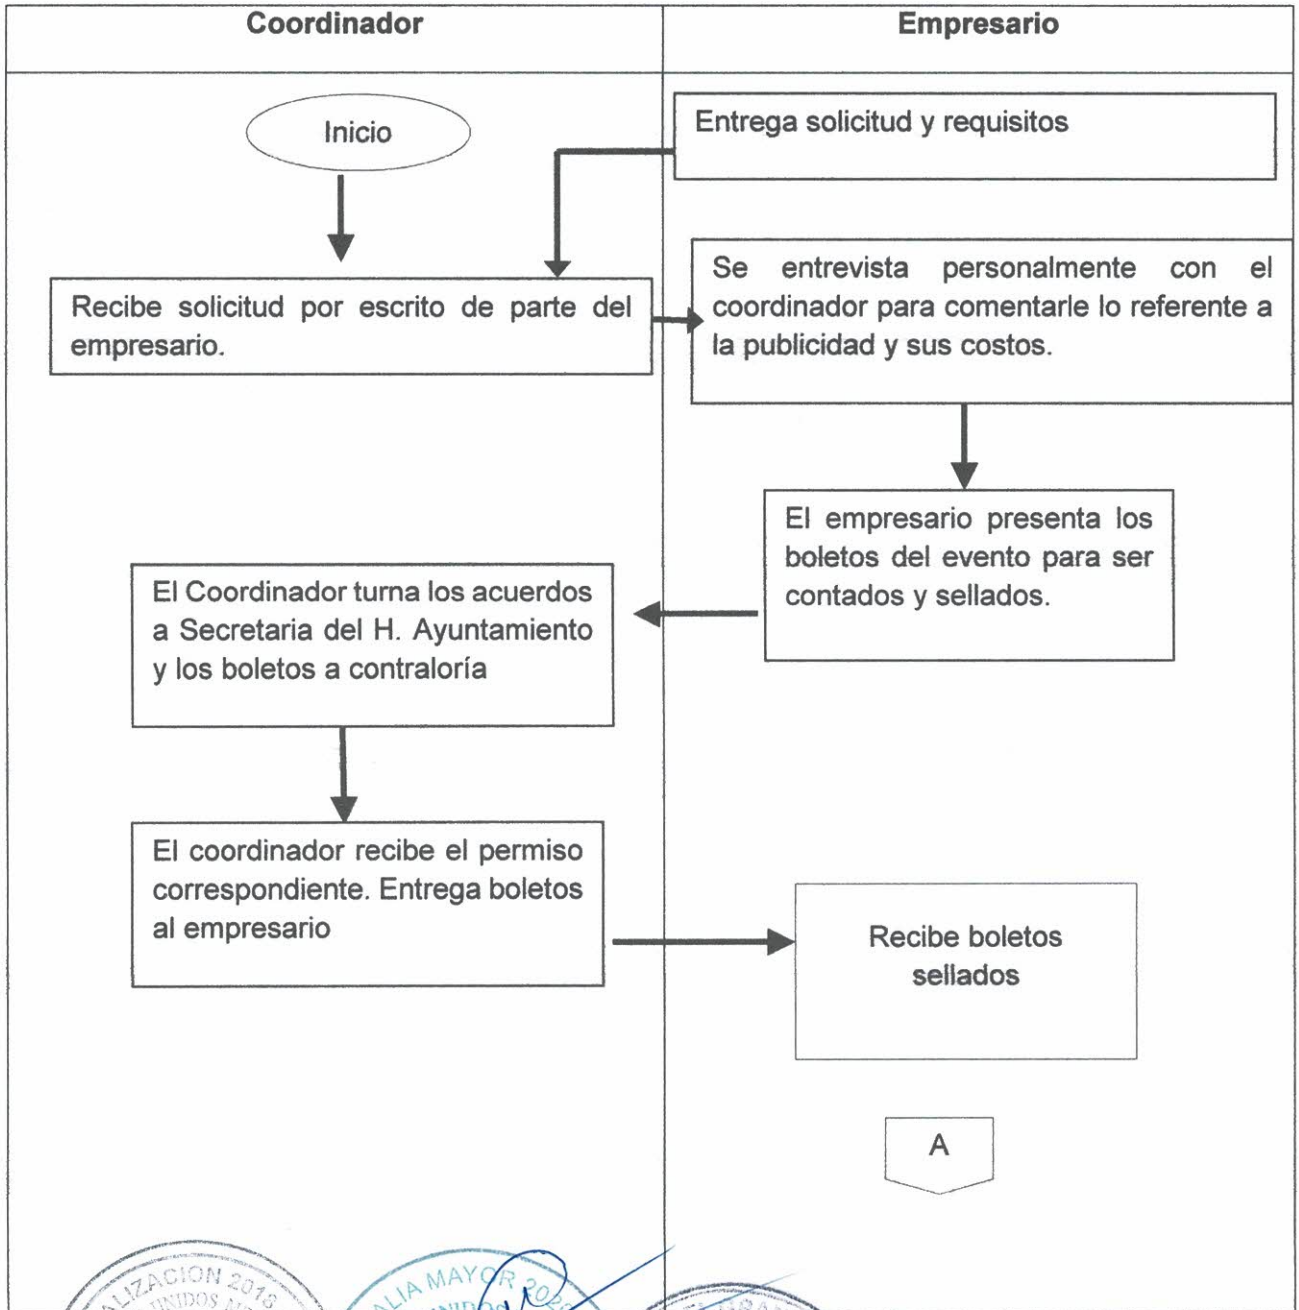 Coordinador
Empresario
Inicio
Entrega solicitud y requisitos
Recibe solicitud por escrito de parte del
empresario.
Se entrevista personalmente con el
coordinador para comentarle lo referente a
la publicidad y sus costos.
El empresario presenta los
boletos del evento para ser
contados y sellados.
El Coordinador turna los acuerdos
a Secretaria del H. Ayuntamiento
y los boletos a contraloría
El coordinador recibe el permiso
correspondiente. Entrega boletos
al empresario
Recibe boletos
sellados
A
MAYOR